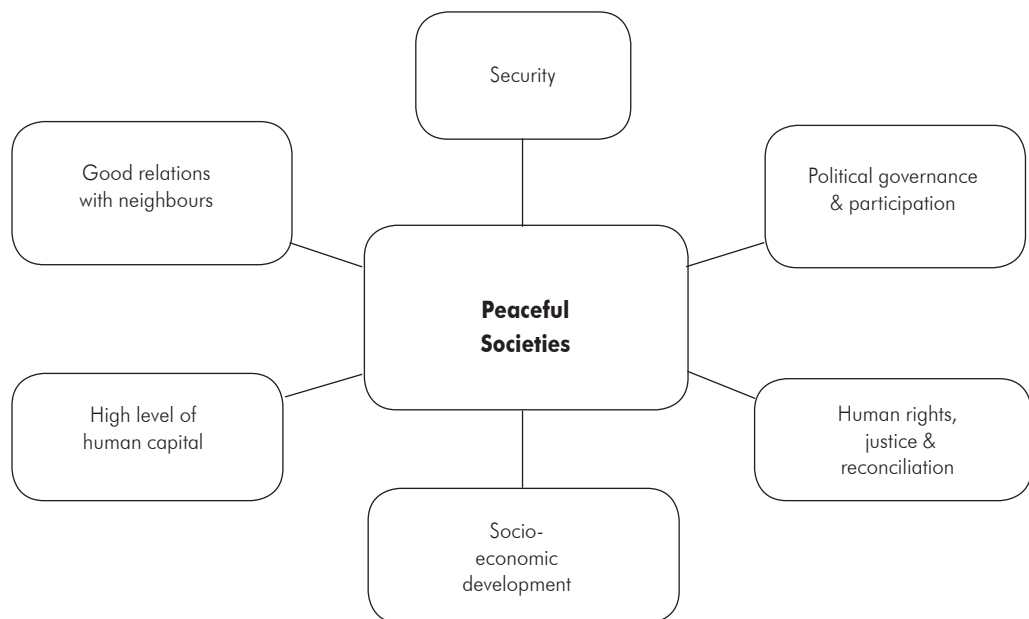 Security
Good relations
with neighbours
Political governance
& participation
Peaceful
Societies
High level of
human capital
Human rights,
justice &
reconciliation
Socio-
economic
development